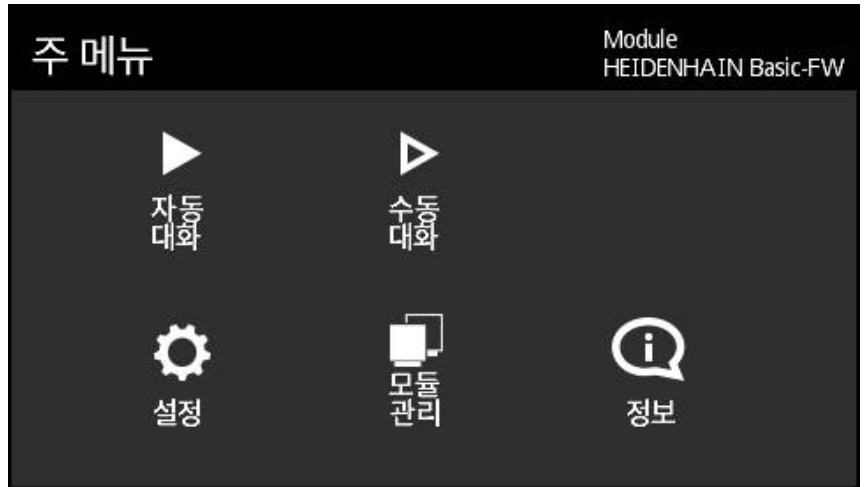 주 메뉴
Module
HEIDENHAIN Basic-FW
자동
대화
수동
대화
설정
모듈
관리
정보